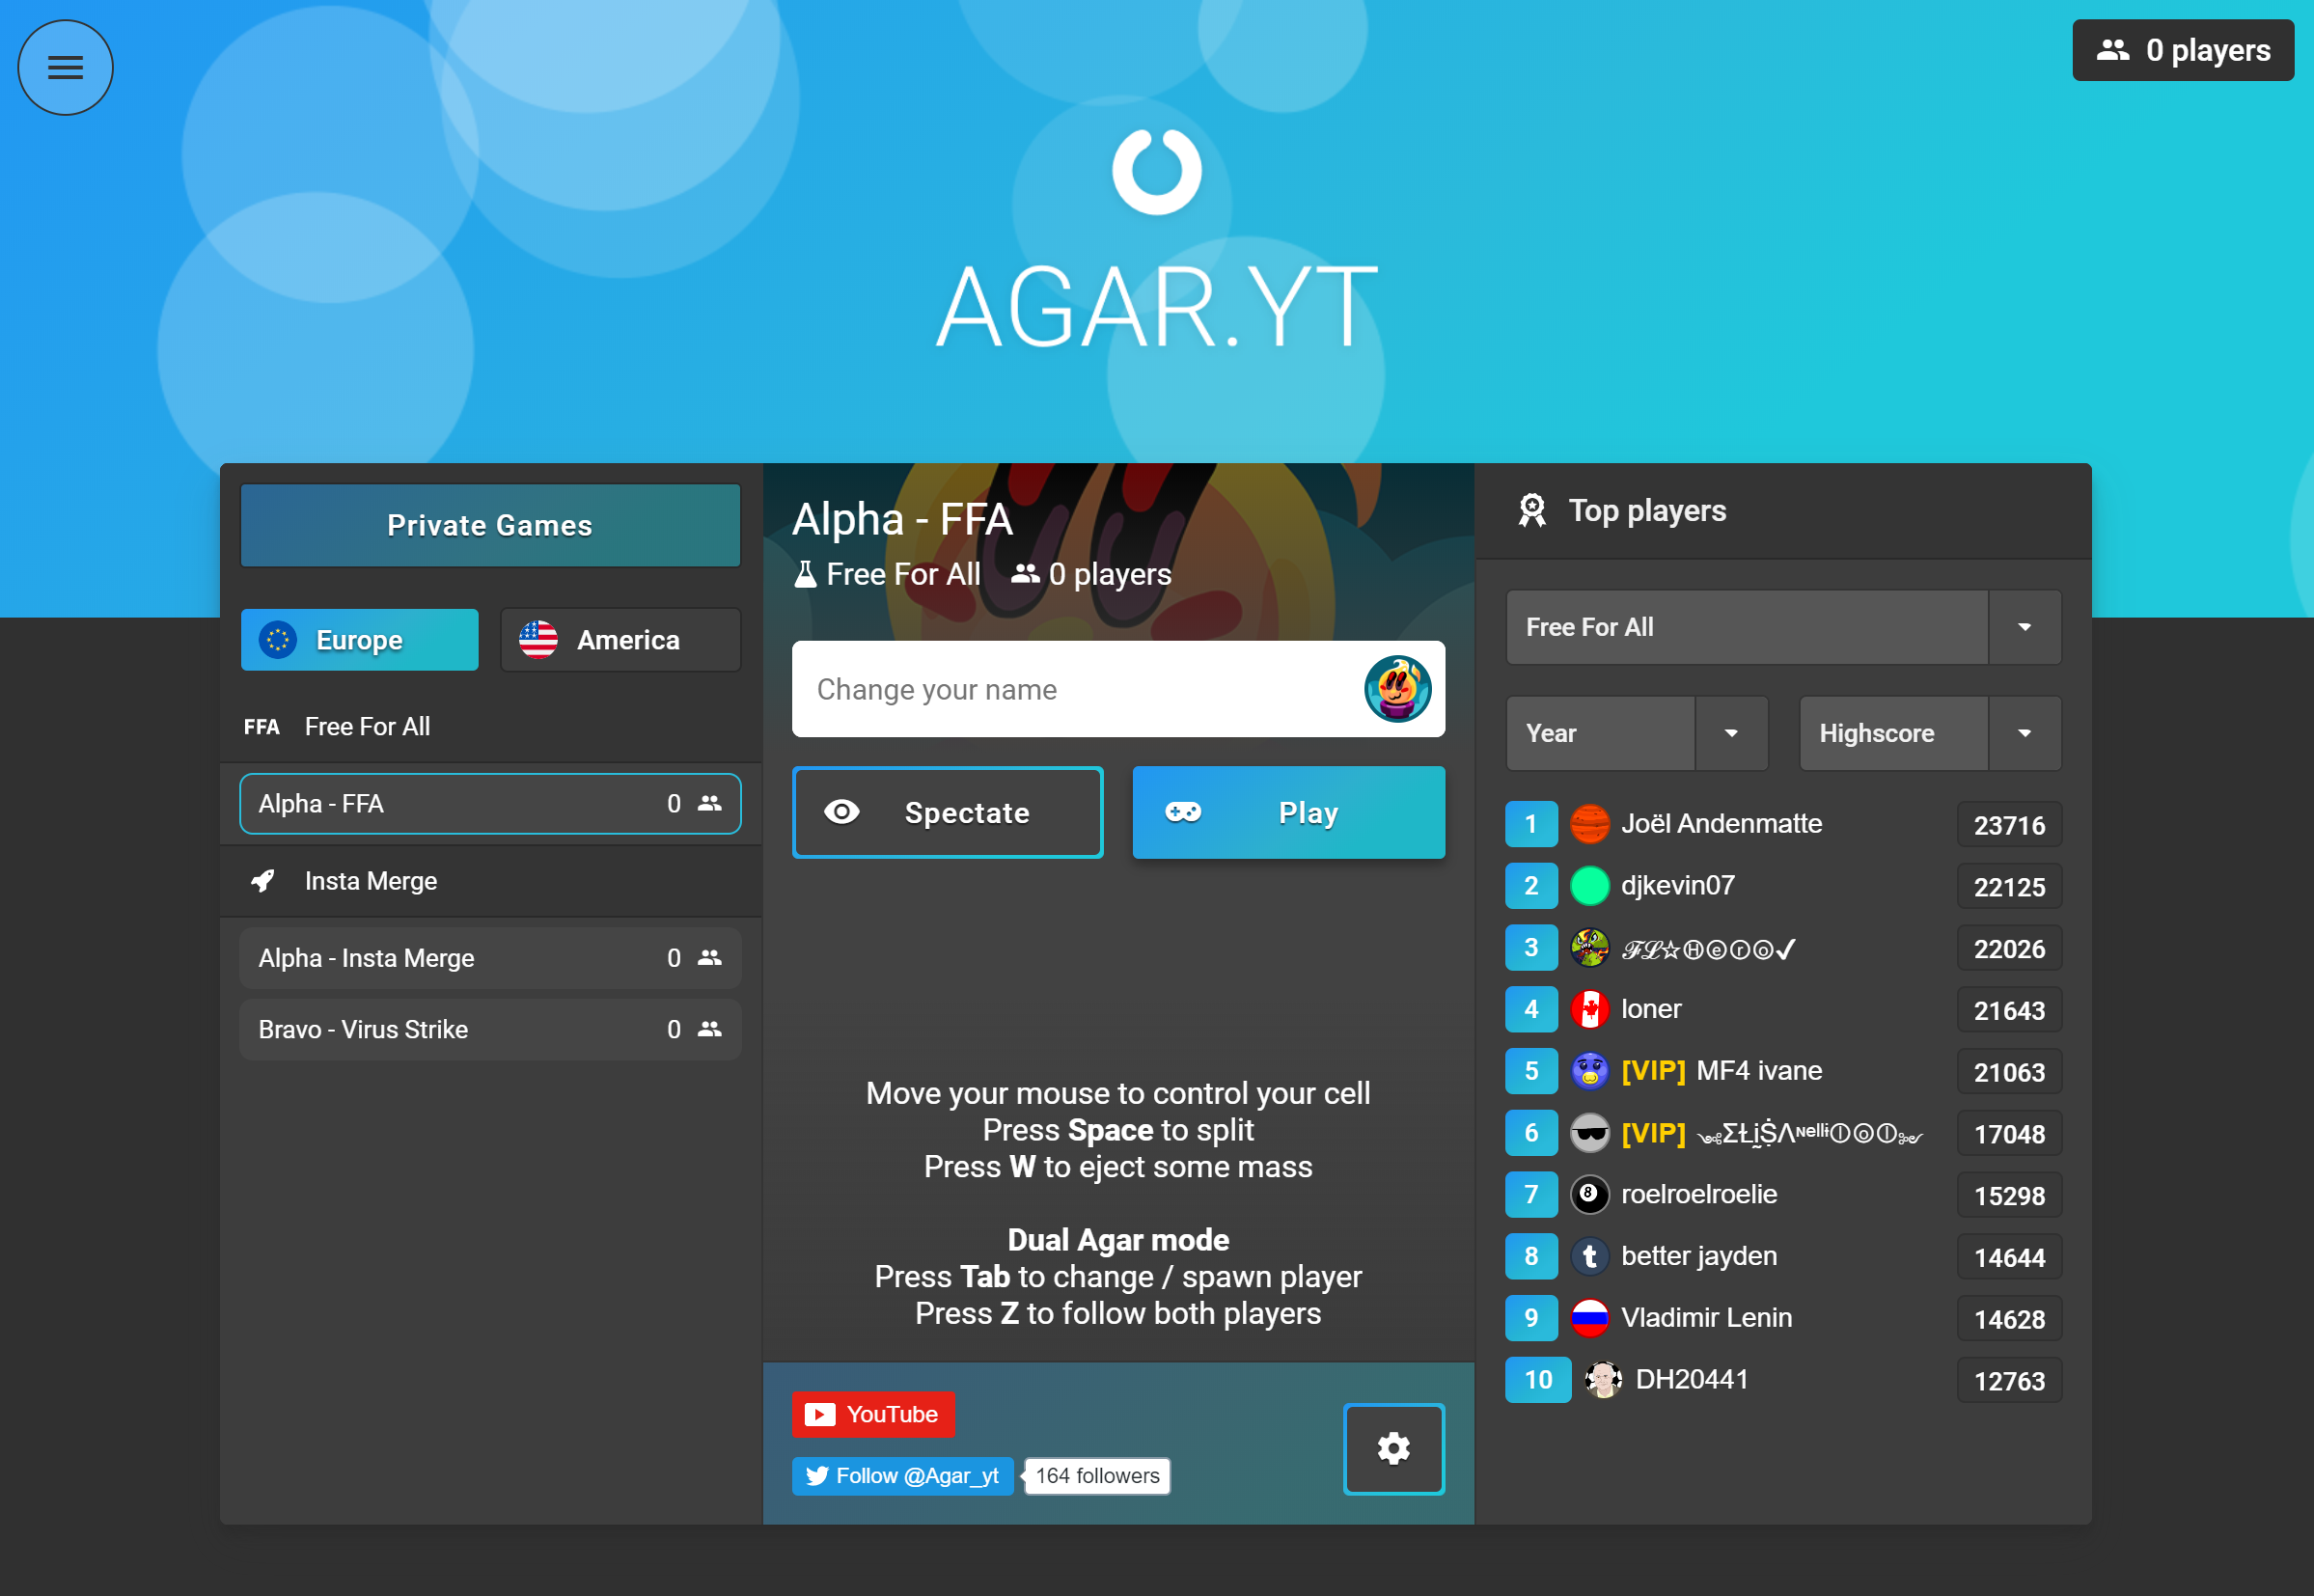 0 players
AGAR.YT
Private Games
Europe
America
FFA Free For All
Alpha - FFA 0
Insta Merge
Alpha - Insta Merge 0
Bravo - Virus Strike 0
Alpha - FFA
Free For All 0 players
Change your name
Spectate
Play
Move your mouse to control your cell
Press Space to split
Press W to eject some mass
Dual Agar mode
Press Tab to change / spawn player
Press Z to follow both players
YouTube
Follow @Agar_yt 164 followers
Top players
Free For All
Year
Highscore
1 Joël Andenmatte 23716
2 djkevin07 22125
3 ℱℒ☆Ⓗⓔⓡⓞ✓ 22026
4 loner 21643
5 [VIP] MF4 ivane 21063
6 [VIP] 17048
7 roelroelroelie 15298
8 better jayden 14644
9 Vladimir Lenin 14628
10 DH20441 12763